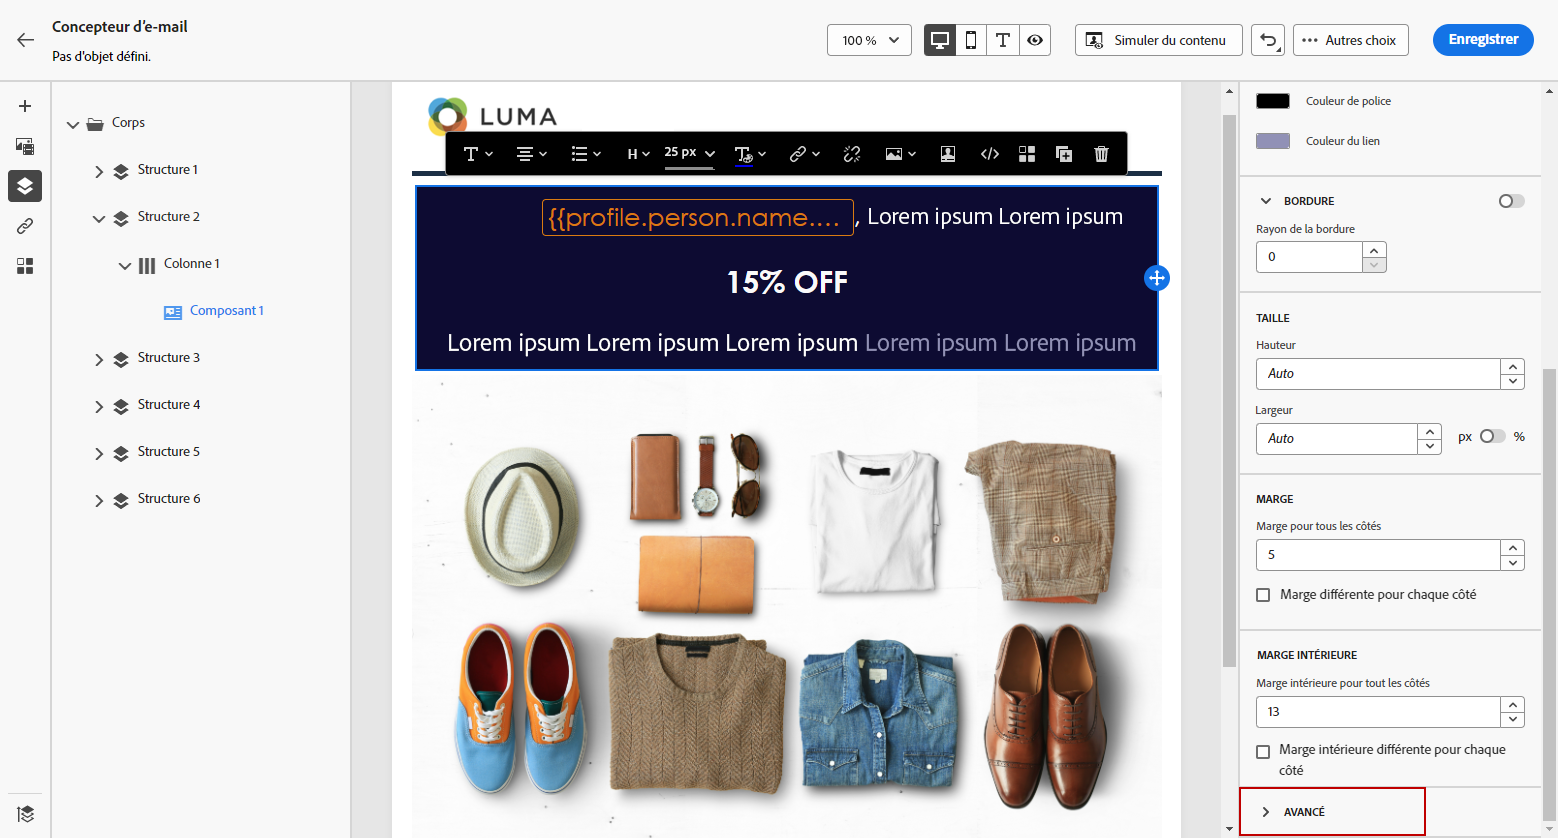 Concepteur d'e-mail
Pas d'objet défini.
100 %
Simuler du contenu
Autres choix
Enregistrer
Corps
Structure 1
Structure 2
Colonne 1
Composant 1
Structure 3
Structure 4
Structure 5
Structure 6
LUMA
H
25 px
{{profile.person.name.... , Lorem ipsum Lorem ipsum
15% OFF
Lorem ipsum Lorem ipsum Lorem ipsum Lorem ipsum Lorem ipsum
Couleur de police
Couleur du lien
BORDURE
Rayon de la bordure
0
TAILLE
Hauteur
Auto
Largeur
Auto
px %
MARGE
Marge pour tous les côtés
5
Marge différente pour chaque côté
MARGE INTÉRIEURE
Marge intérieure pour tout les côtés
13
Marge intérieure différente pour chaque
côté
AVANCÉ